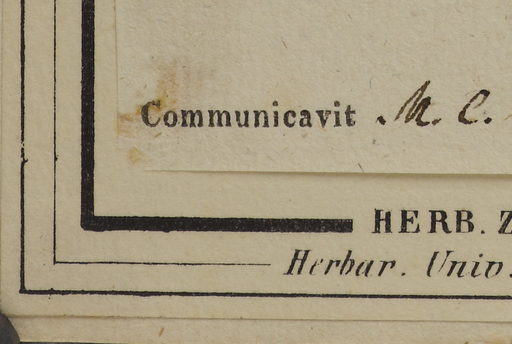 Communicavit M. C.
HERB. Z
Herbar. Univ.